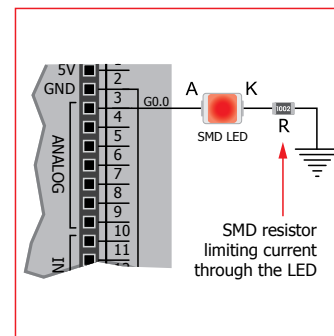 5V
GND
ANALOG
IN
2
3
4
5
6
7
8
9
10
11
G0.0
A
K
1002
R
SMD LED
SMD resistor
limiting current
through the LED